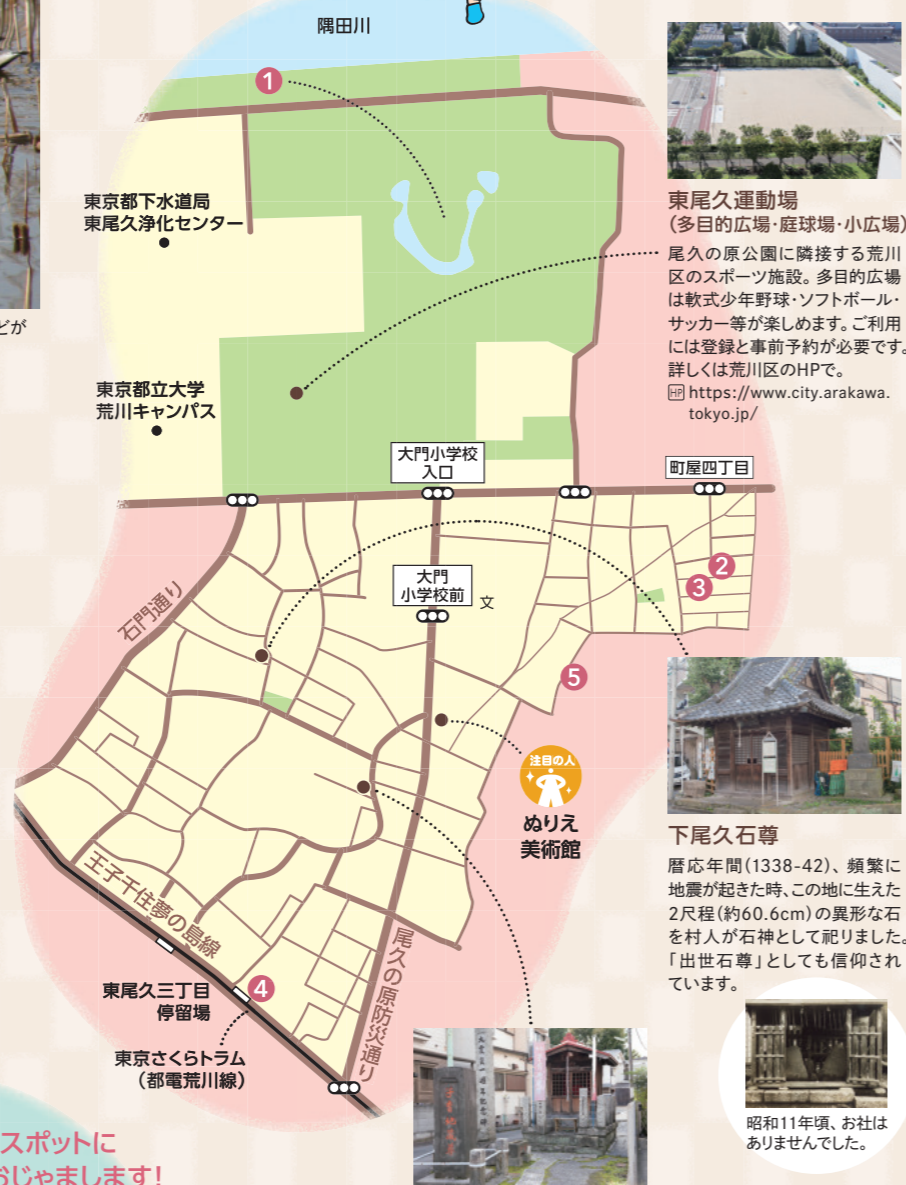 隅田川
1
どが
東京都下水道局
東尾久浄化センター
東京都立大学
荒川キャンパス
東尾久運動場
(多目的広場・庭球場・小広場)
尾久の原公園に隣接する荒川
区のスポーツ施設。多目的広場
は軟式少年野球・ソフトボール・
サッカー等が楽しめます。ご利用
には登録と事前予約が必要です。
詳しくは荒川区のHPで。
HP https://www.city.arakawa.
tokyo.jp/
大門小学校
入口
町屋四丁目
大門
小学校前
文
2
3
石門通り
5
注目の人
ぬりえ
美術館
下尾久石尊
暦応年間(1338-42)、頻繁に
地震が起きた時、この地に生えた
2尺程(約60.6cm)の異形な石
を村人が石神として祀りました。
「出世石尊」としても信仰され
ています。
昭和11年頃、お社は
ありませんでした。
王子千住夢の島線
尾久の原防災通り
4
東尾久三丁目
停留場
東京さくらトラム
(都電荒川線)
スポットに
おじゃまします!